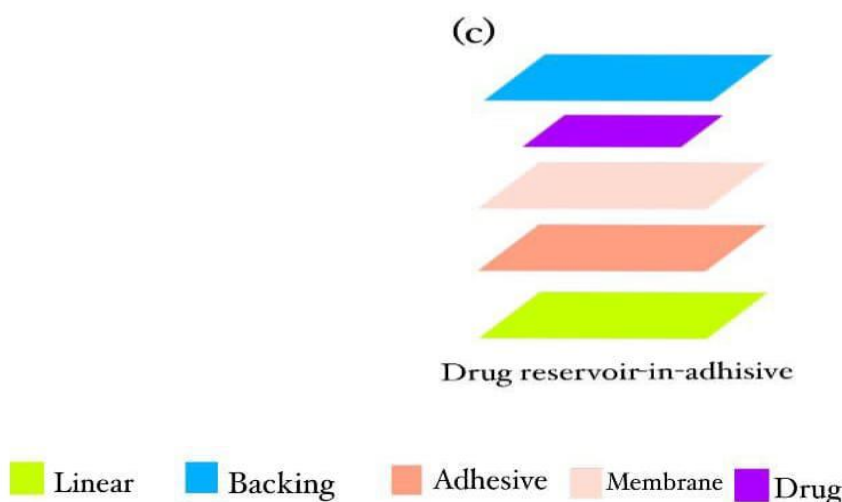 (c)
Drug reservoir-in-adhisive
Linear Backing Adhesive Membrane Drug